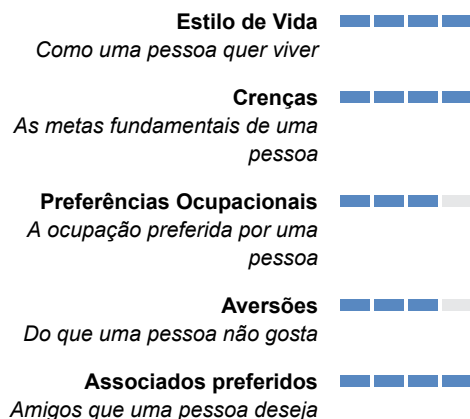 Estilo de Vida
Como uma pessoa quer viver
Crenças
As metas fundamentais de uma
pessoa
Preferências Ocupacionais
A ocupação preferida por uma
pessoa
Aversões
Do que uma pessoa não gosta
Associados preferidos
Amigos que uma pessoa deseja